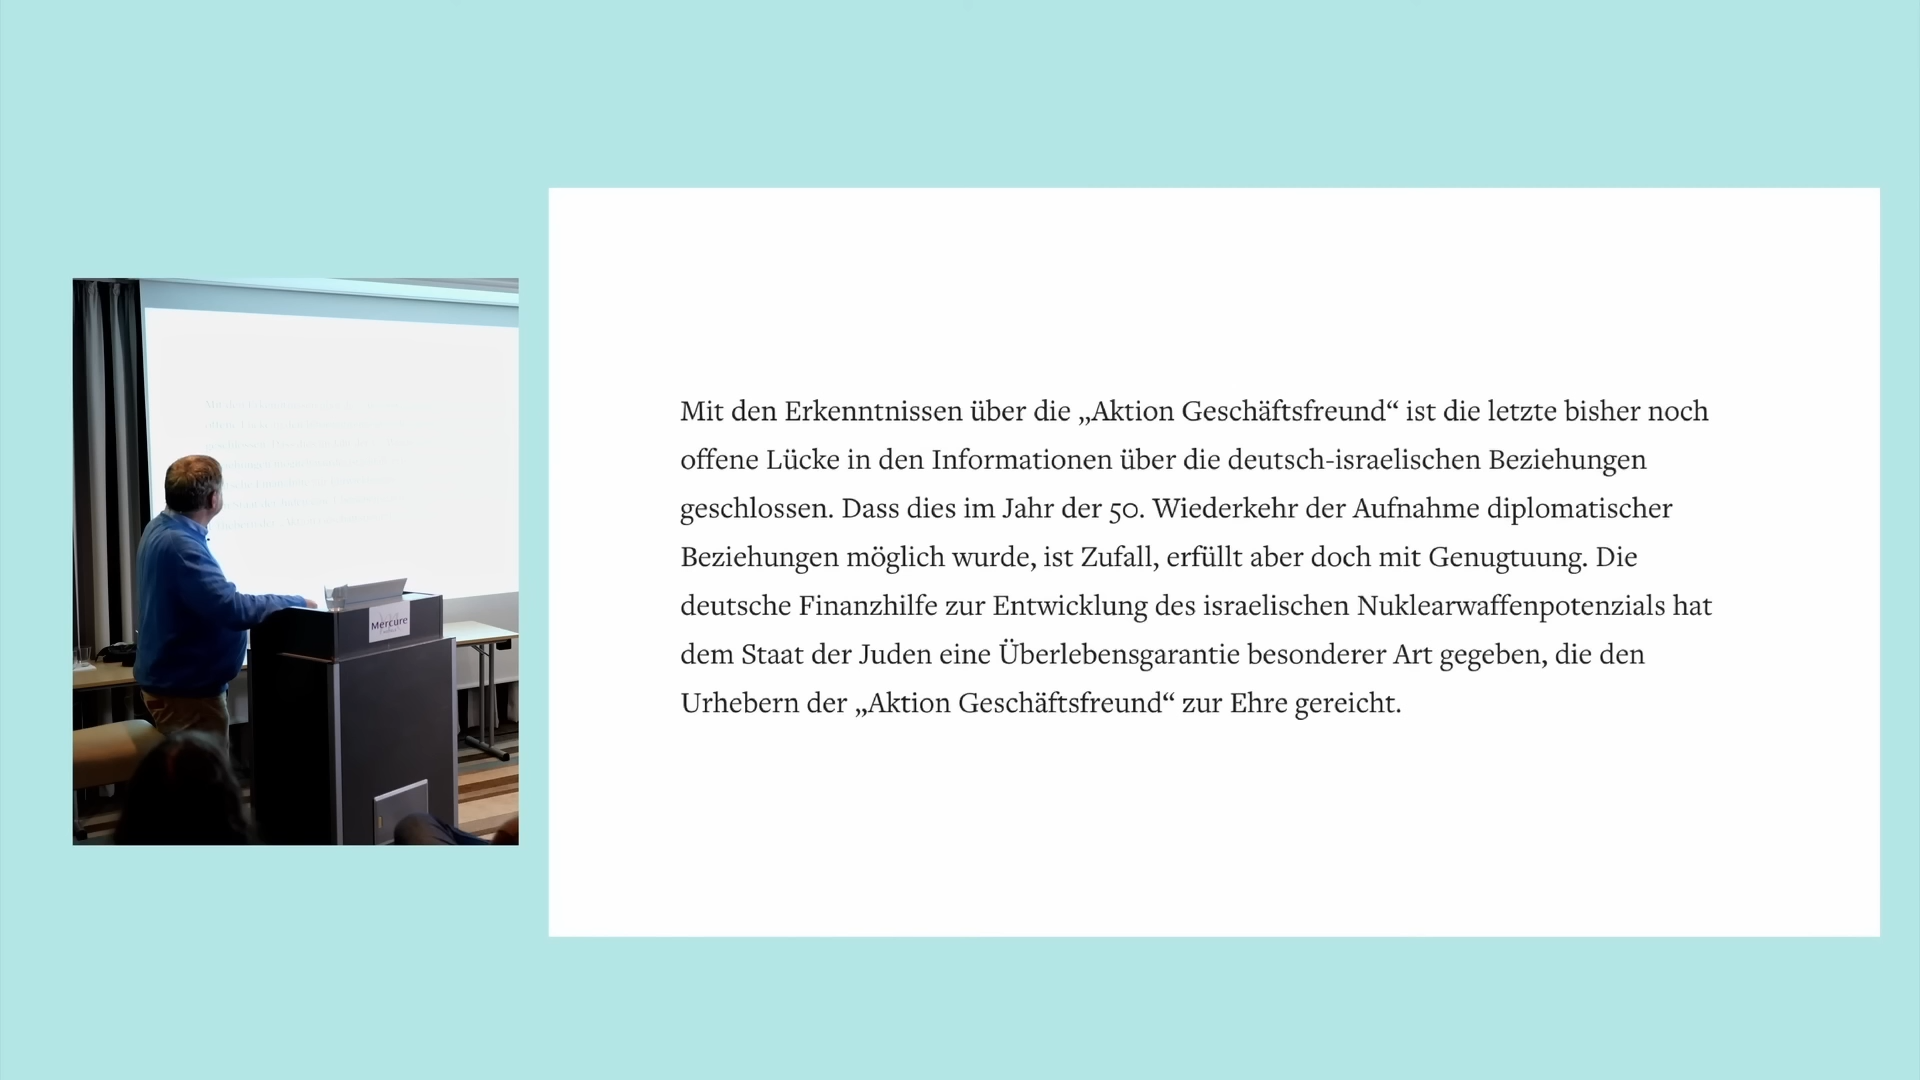 Mit den Erkenntnissen über die „Aktion Geschäftsfreund“ ist die letzte bisher noch
offene Lücke in den Informationen über die deutsch-israelischen Beziehungen
geschlossen. Dass dies im Jahr der 50. Wiederkehr der Aufnahme diplomatischer
Beziehungen möglich wurde, ist Zufall, erfüllt aber doch mit Genugtuung. Die
deutsche Finanzhilfe zur Entwicklung des israelischen Nuklearwaffenpotenzials hat
dem Staat der Juden eine Überlebensgarantie besonderer Art gegeben, die den
Urhebern der „Aktion Geschäftsfreund“ zur Ehre gereicht.
Mercure